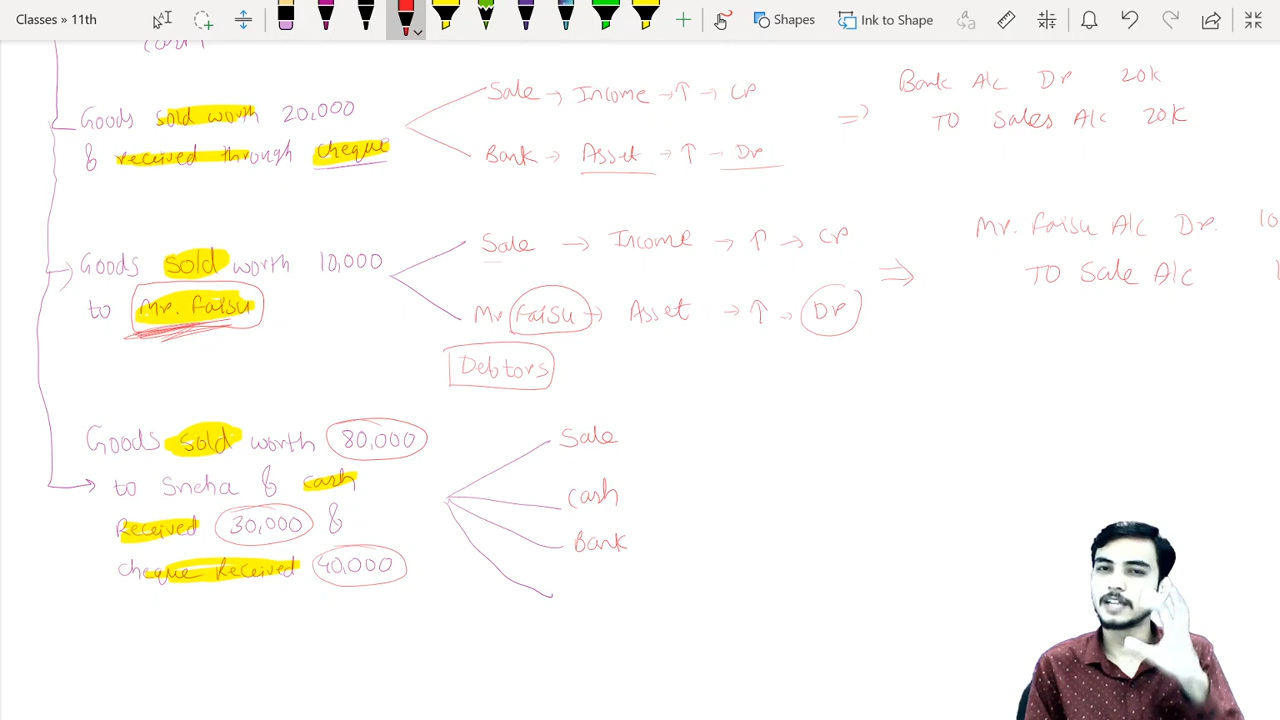 Classes » 11th
Shapes
Ink to Shape
Goods sold worth 20,000
& received through cheque
Sale → Income → ↑ → Cr
Bank → Asset → ↑ - Dr
⇒ Bank A/c Dr 20k
TO Sales A/c 20k
Goods sold worth 10,000
to Mr. Faisu
Sale → Income → ↑ → Cr
Mr Faisu → Asset → ↑ → Dr
Debtors
⇒ Mr. Faisu A/c Dr. 10
TO Sale A/c 1
Goods sold worth 80,000
to Sneha & cash
Received 30,000 &
cheque Received 40,000
Sale
cash
Bank